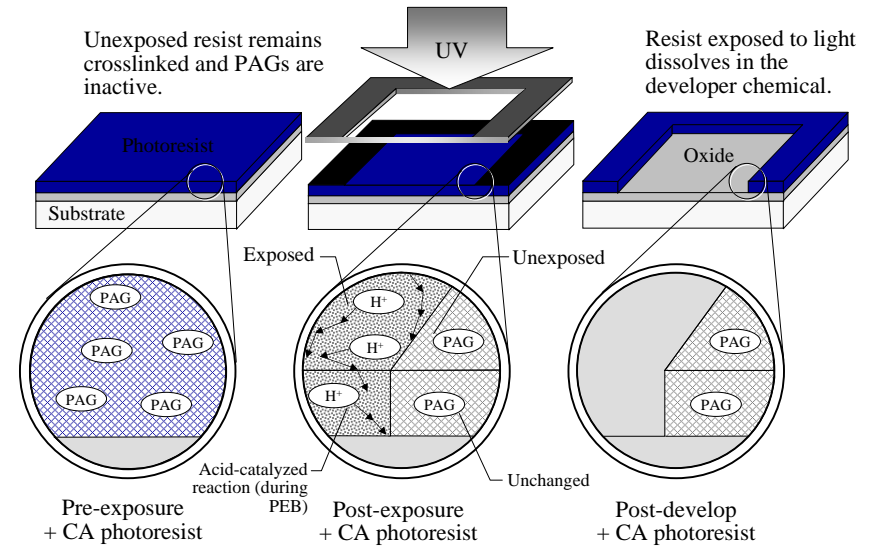 Unexposed resist remains
crosslinked and PAGs are
inactive.
UV
Resist exposed to light
dissolves in the
developer chemical.
Photoresist
Oxide
Substrate
Exposed
Unexposed
PAG
PAG
PAG
PAG
PAG
H⁺
H⁺
H⁺
PAG
PAG
PAG
PAG
Acid-catalyzed
reaction (during
PEB)
Unchanged
Pre-exposure
+ CA photoresist
Post-exposure
+ CA photoresist
Post-develop
+ CA photoresist